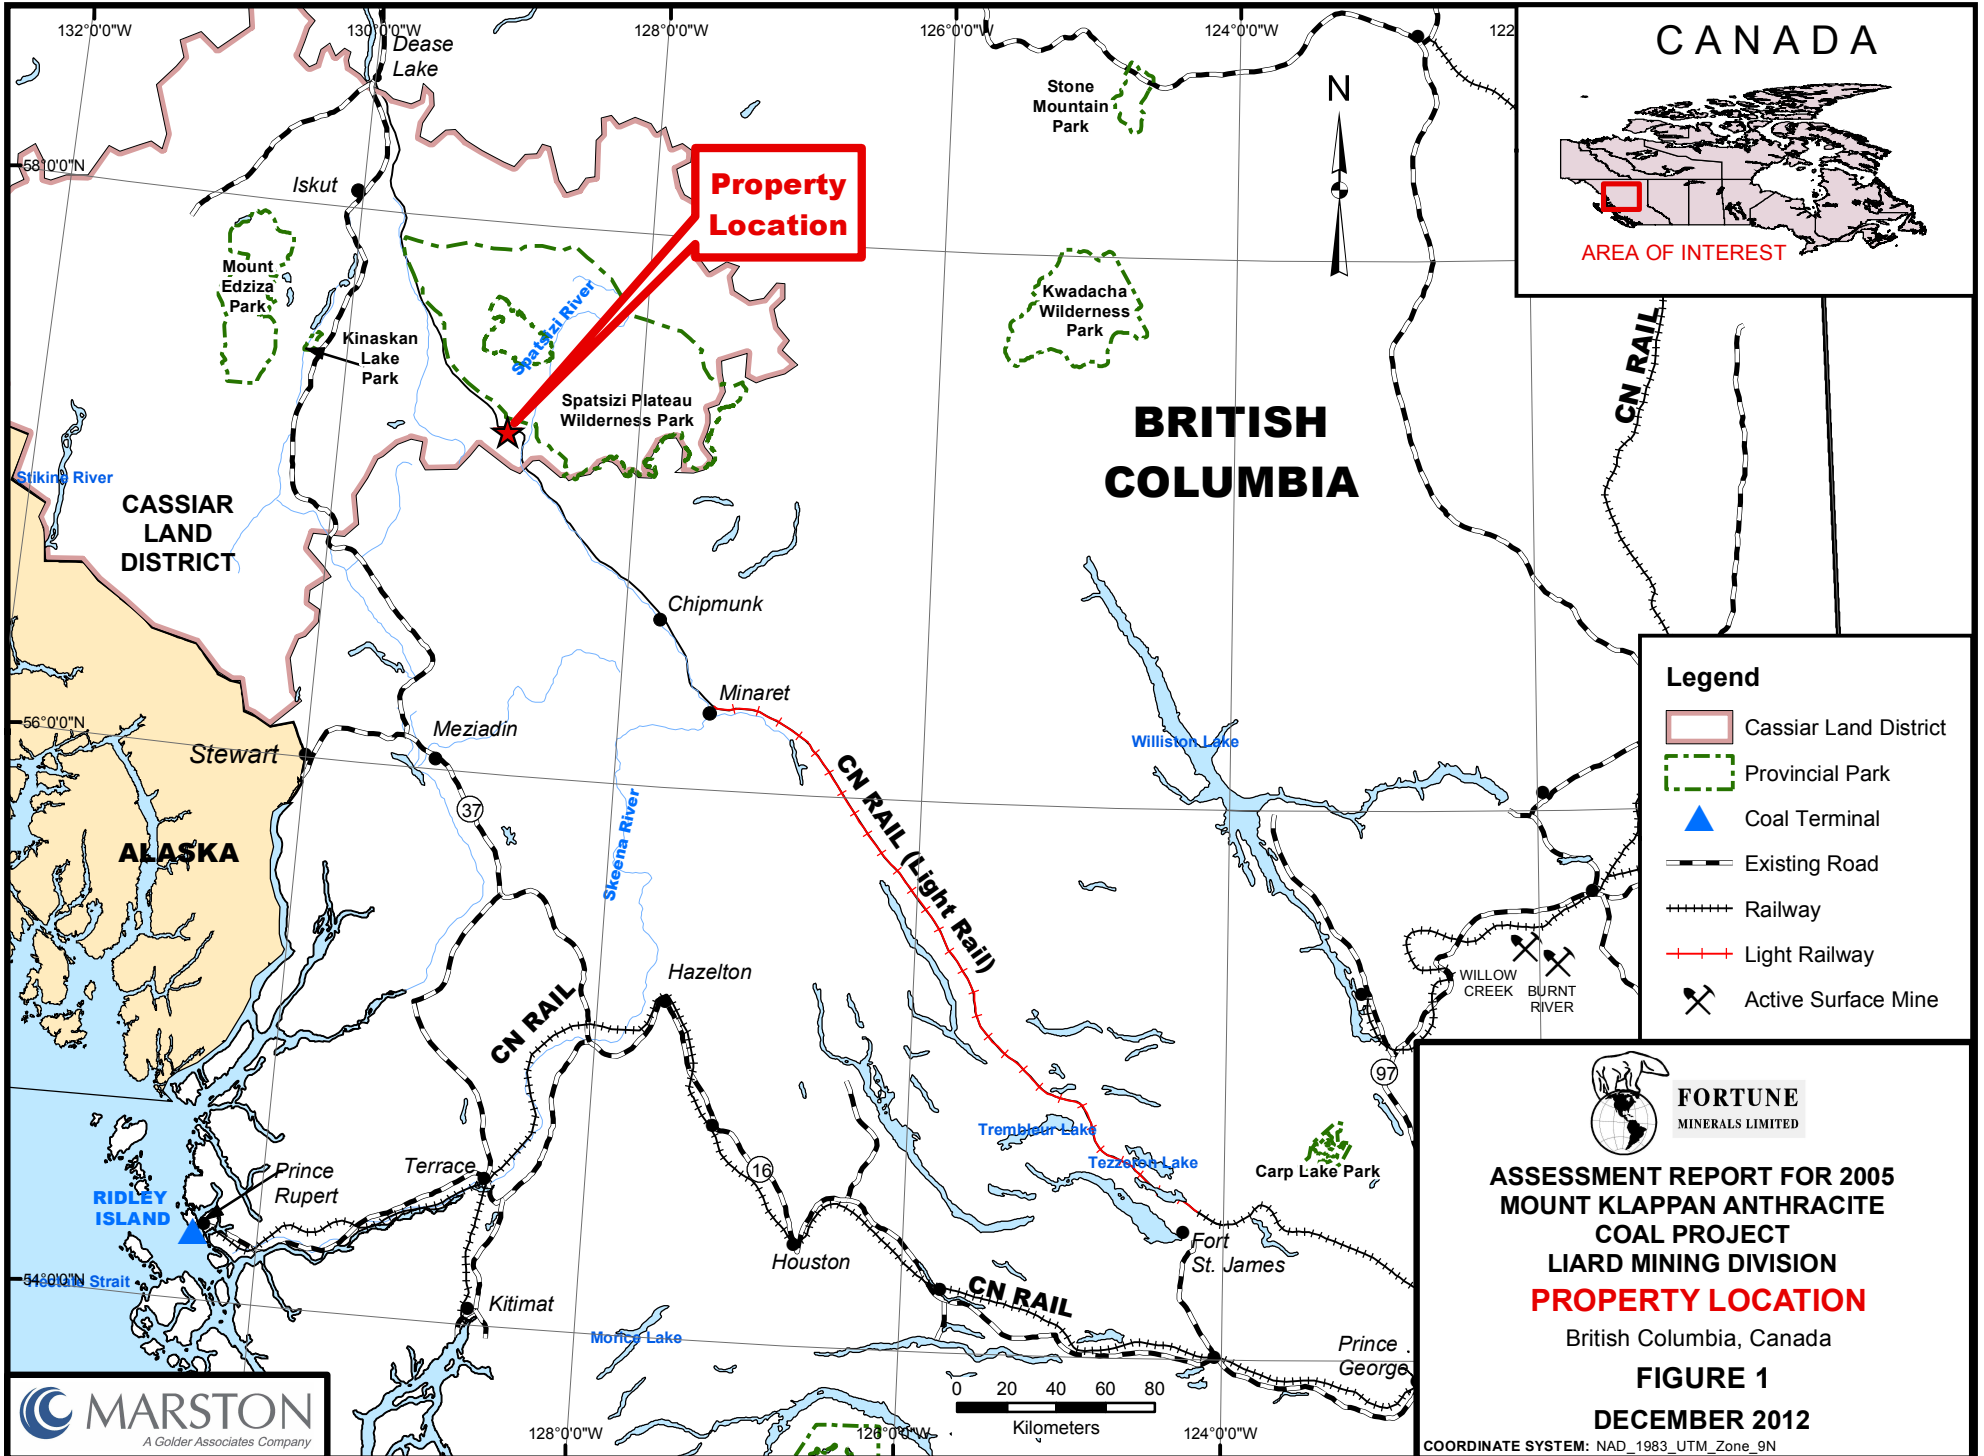 132°0'0"W
130°0'0"W
128°0'0"W
126°0'0"W
124°0'0"W
122
CANADA
AREA OF INTEREST
Dease
Lake
Stone
Mountain
Park
N
58°0'0"N
Iskut
Property
Location
Mount
Edziza
Park
Kinaskan
Lake
Park
Spatsizi River
Kwadacha
Wilderness
Park
CN RAIL
Spatsizi Plateau
Wilderness Park
BRITISH
COLUMBIA
Stikine River
CASSIAR
LAND
DISTRICT
Chipmunk
Minaret
56°0'0"N
Meziadin
Stewart
Williston Lake
37
CN RAIL (Light Rail)
Skeena River
ALASKA
Hazelton
CN RAIL
WILLOW
CREEK
BURNT
RIVER
97
Trembleur Lake
Tezzeron Lake
Carp Lake Park
Terrace
16
Prince
Rupert
RIDLEY
ISLAND
Fort
St. James
Houston
54°0'0"N
Hecate Strait
Kitimat
CN RAIL
Morice Lake
Prince
George
0 20 40 60 80
Kilometers
128°0'0"W
126°0'0"W
124°0'0"W
Legend
Cassiar Land District
Provincial Park
Coal Terminal
Existing Road
Railway
Light Railway
Active Surface Mine
FORTUNE
MINERALS LIMITED
ASSESSMENT REPORT FOR 2005
MOUNT KLAPPAN ANTHRACITE
COAL PROJECT
LIARD MINING DIVISION
PROPERTY LOCATION
British Columbia, Canada
FIGURE 1
DECEMBER 2012
COORDINATE SYSTEM: NAD_1983_UTM_Zone_9N
MARSTON
A Golder Associates Company